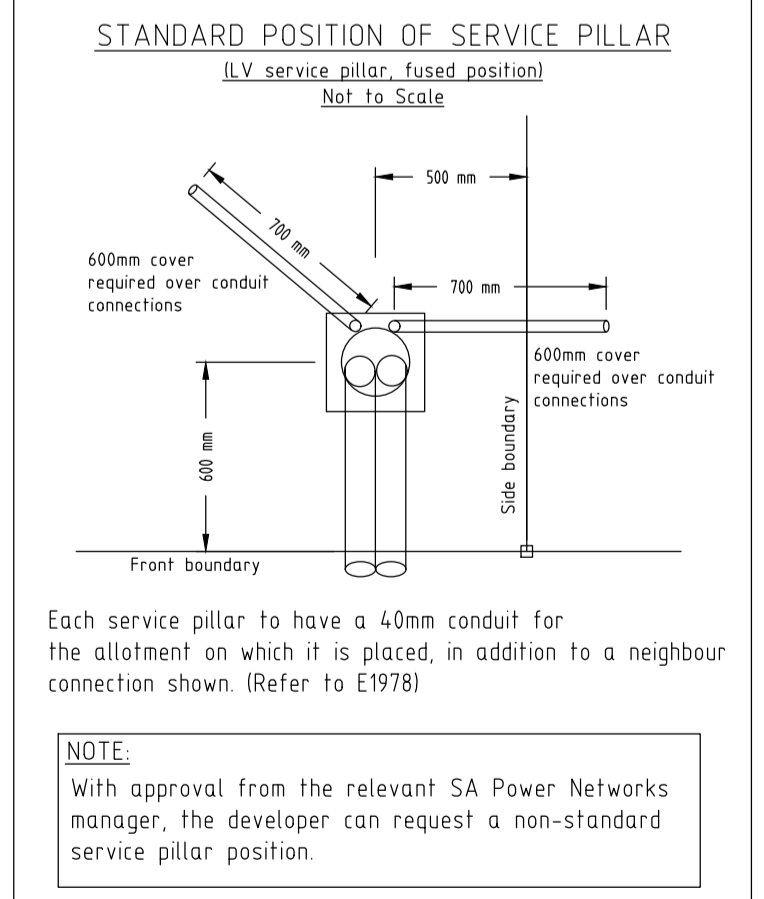 STANDARD POSITION OF SERVICE PILLAR
(LV service pillar, fused position)
Not to Scale
500 mm
700 mm
600mm cover
required over conduit
connections
700 mm
600mm cover
required over conduit
connections
600 mm
Side boundary
Front boundary
Each service pillar to have a 40mm conduit for
the allotment on which it is placed, in addition to a neighbour
connection shown. (Refer to E1978)
NOTE:
With approval from the relevant SA Power Networks
manager, the developer can request a non-standard
service pillar position.